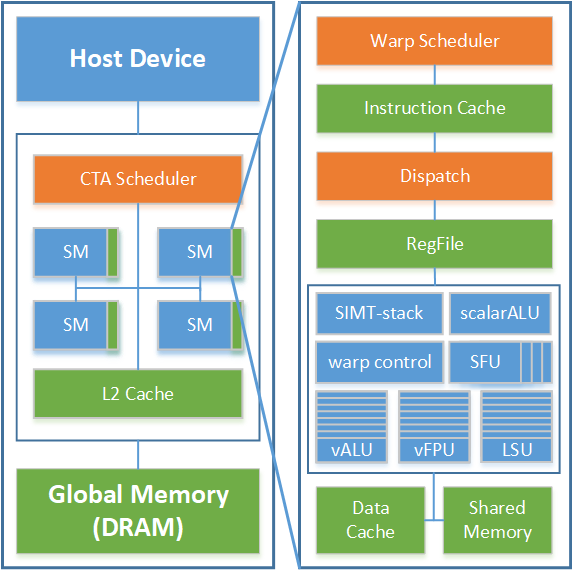 Host Device
CTA Scheduler
SM
SM
SM
SM
L2 Cache
Global Memory
(DRAM)
Warp Scheduler
Instruction Cache
Dispatch
RegFile
SIMT-stack
scalarALU
warp control
SFU
vALU
vFPU
LSU
Data
Cache
Shared
Memory